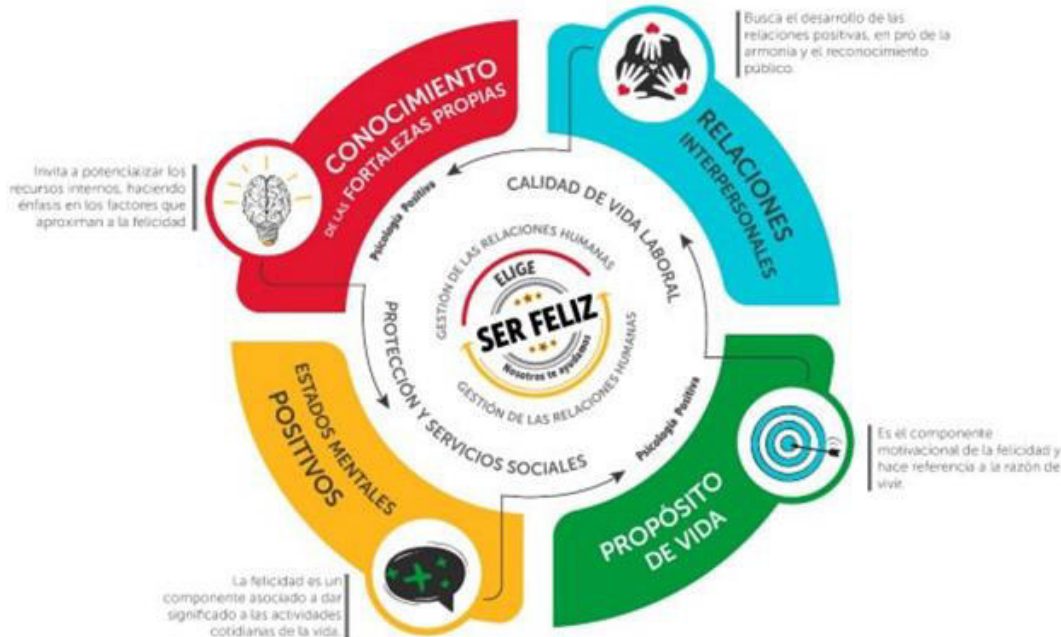 Busca el desarrollo de las
relaciones positivas, en pró de la
armonía y el reconocimiento
público.
CONOCIMIENTO
DE LAS FORTALEZAS PROPIAS
RELACIONES
INTERPERSONALES
Invita a potencializar los
recursos internos, haciendo
énfasis en los factores que
aproximan a la felicidad
Psicología Positiva
CALIDAD DE VIDA LABORAL
GESTIÓN DE LAS RELACIONES HUMANAS
ELIGE
SER FELIZ
Nosotros te ayudamos
GESTIÓN DE LAS RELACIONES HUMANAS
PROTECCIÓN Y SERVICIOS SOCIALES
Psicología Positiva
ESTADOS MENTALES
POSITIVOS
PROPÓSITO
DE VIDA
Es el componente
motivacional de la felicidad y
hace referencia a la razón de
vivir.
La felicidad es un
componente asociado a dar
significado a las actividades
cotidianas de la vida.